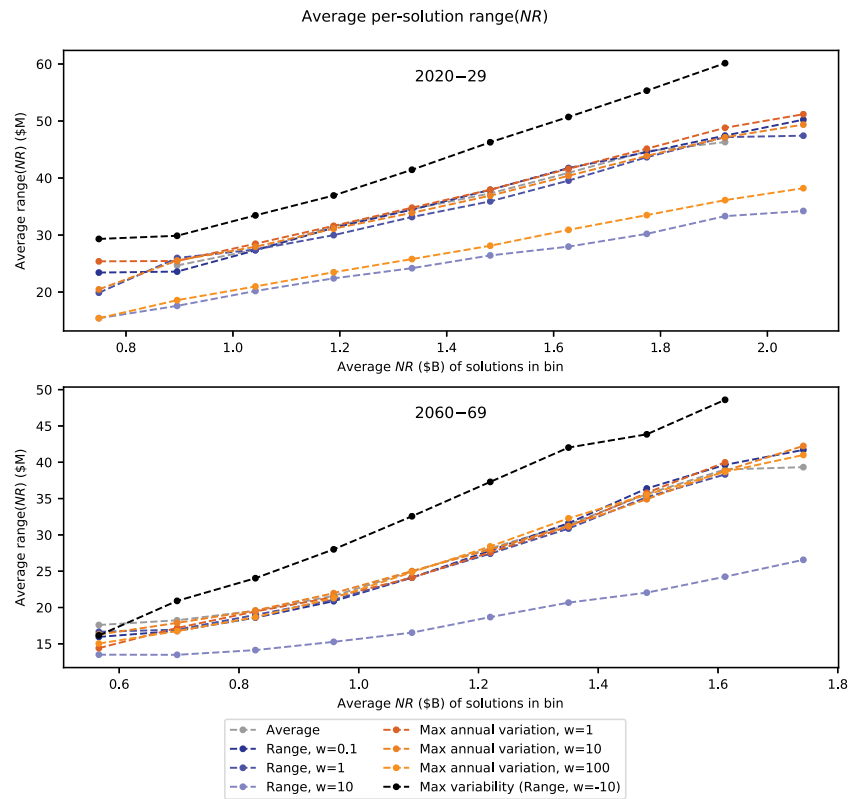 Average per-solution range(NR)
60
50
40
30
20
Average range(NR) ($M)
2020−29
0.8 1.0 1.2 1.4 1.6 1.8 2.0
Average NR ($B) of solutions in bin
50
45
40
35
30
25
20
15
Average range(NR) ($M)
2060−69
0.6 0.8 1.0 1.2 1.4 1.6 1.8
Average NR ($B) of solutions in bin
Average
Range, w=0.1
Range, w=1
Range, w=10
Max annual variation, w=1
Max annual variation, w=10
Max annual variation, w=100
Max variability (Range, w=-10)